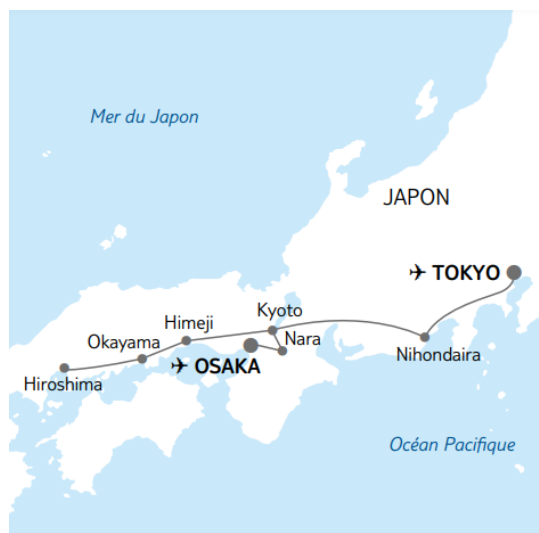 Mer du Japon
JAPON
✈ TOKYO
Kyoto
Himeji
Nara
Okayama
✈ OSAKA
Nihondaira
Hiroshima
Océan Pacifique